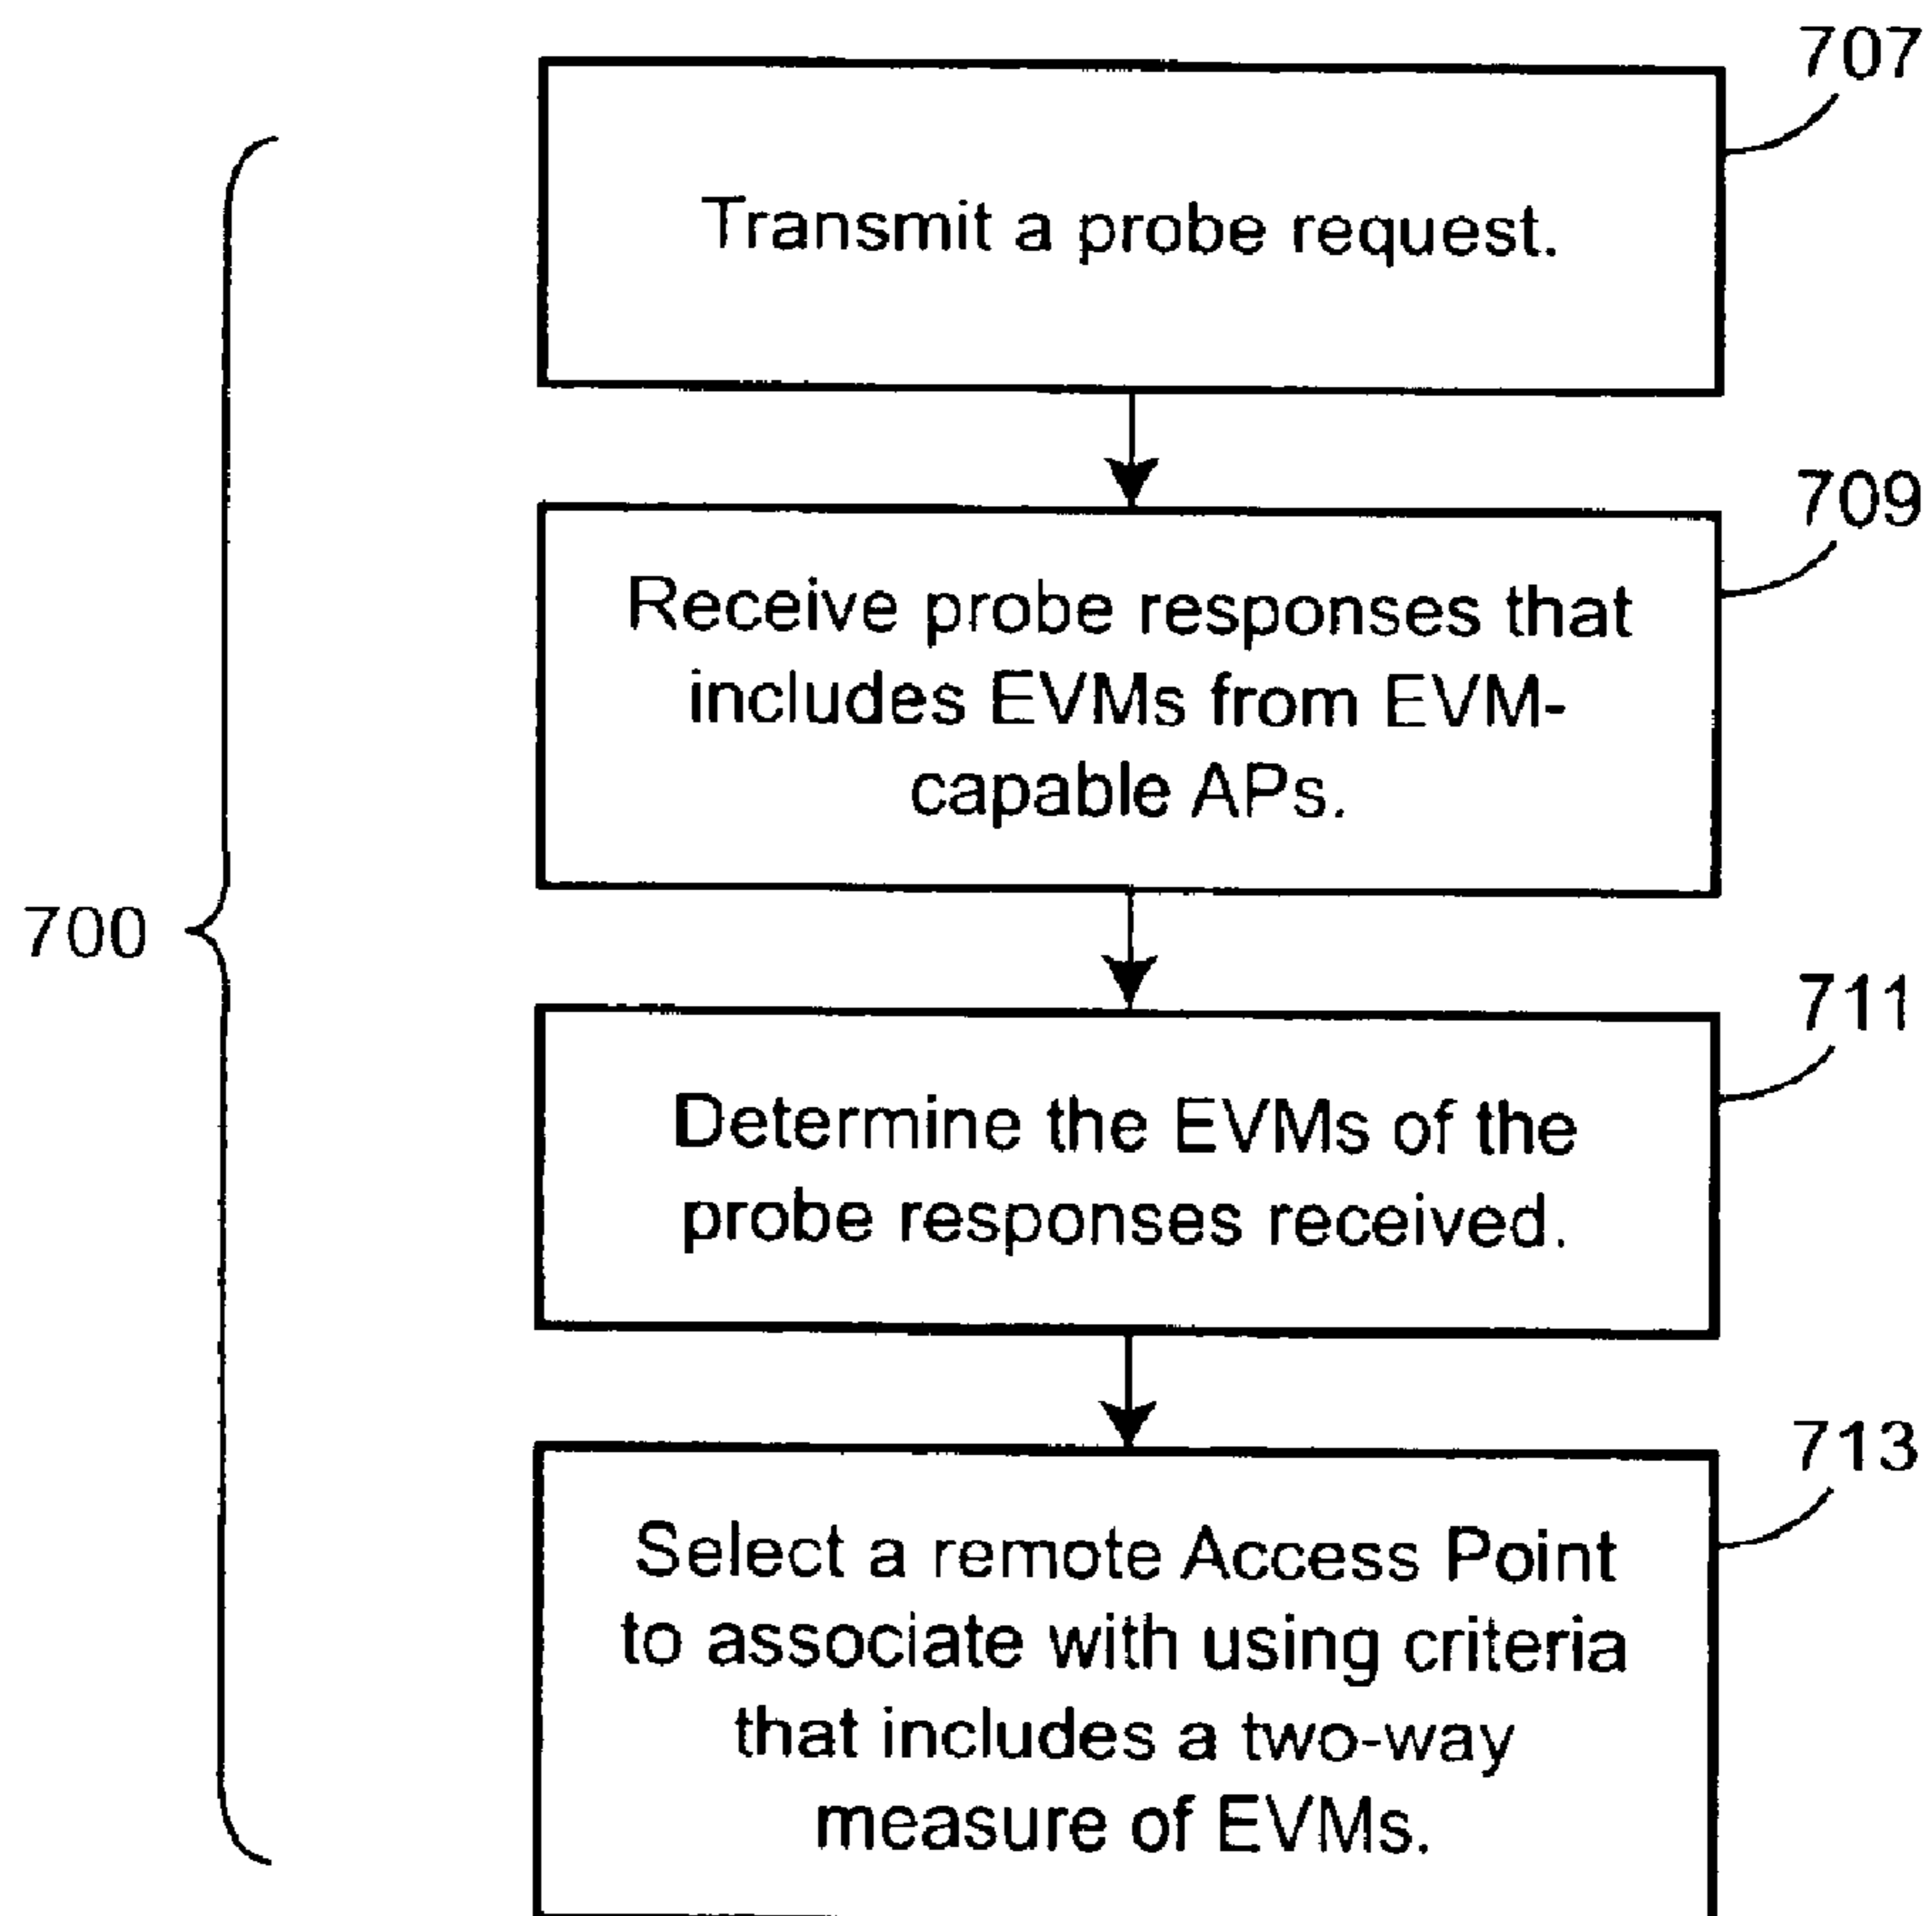 707
Transmit a probe request.
709
Receive probe responses that
includes EVMs from EVM-
capable APs.
700
711
Determine the EVMs of the
probe responses received.
713
Select a remote Access Point
to associate with using criteria
that includes a two-way
measure of EVMs.